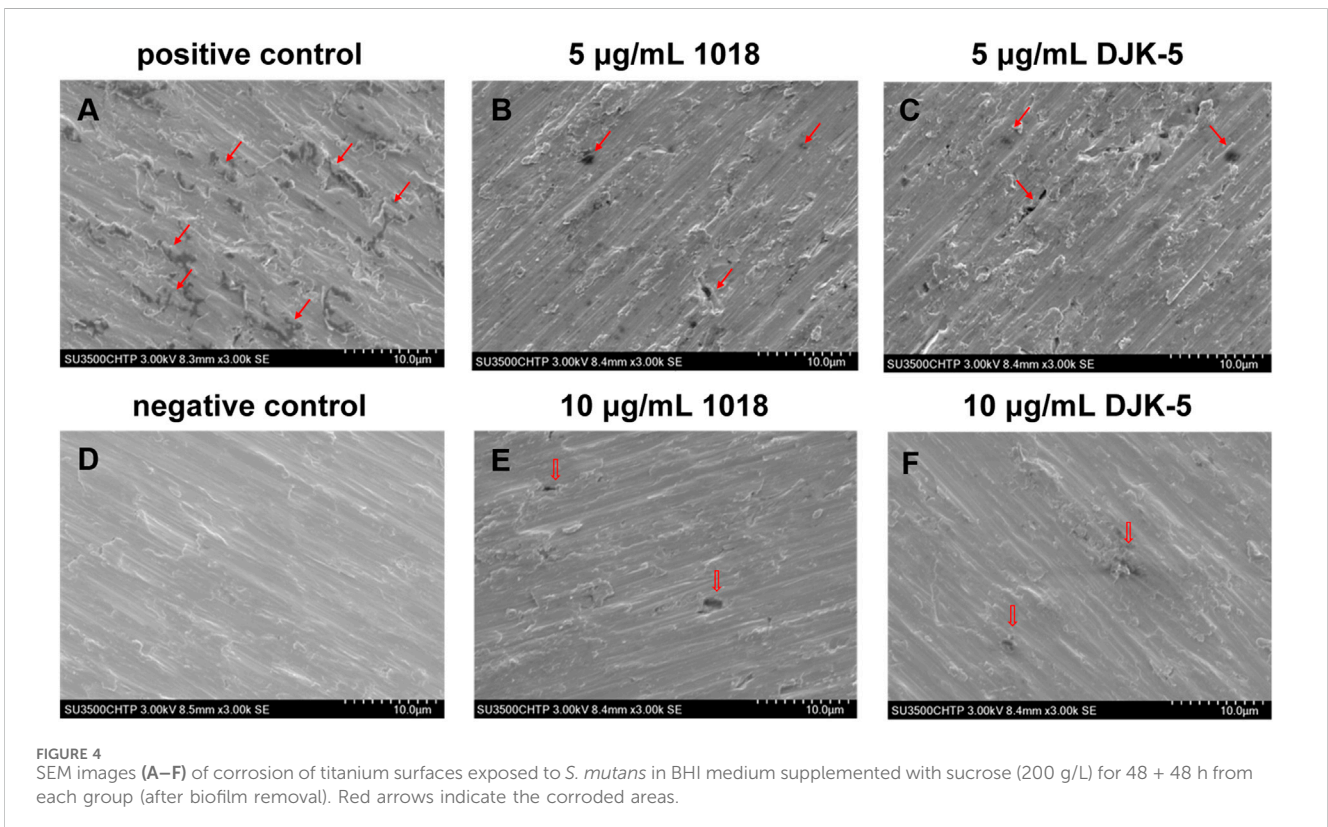 positive control
5 µg/mL 1018
5 µg/mL DJK-5
A
B
C
SU3500CHTP 3.00kV 8.3mm x3.00k SE
10.0µm
SU3500CHTP 3.00kV 8.4mm x3.00k SE
10.0µm
SU3500CHTP 3.00kV 8.4mm x3.00k SE
10.0µm
negative control
10 µg/mL 1018
10 µg/mL DJK-5
D
E
F
SU3500CHTP 3.00kV 8.5mm x3.00k SE
10.0µm
SU3500CHTP 3.00kV 8.4mm x3.00k SE
10.0µm
SU3500CHTP 3.00kV 8.4mm x3.00k SE
10.0µm
FIGURE 4
SEM images (A–F) of corrosion of titanium surfaces exposed to S. mutans in BHI medium supplemented with sucrose (200 g/L) for 48 + 48 h from
each group (after biofilm removal). Red arrows indicate the corroded areas.